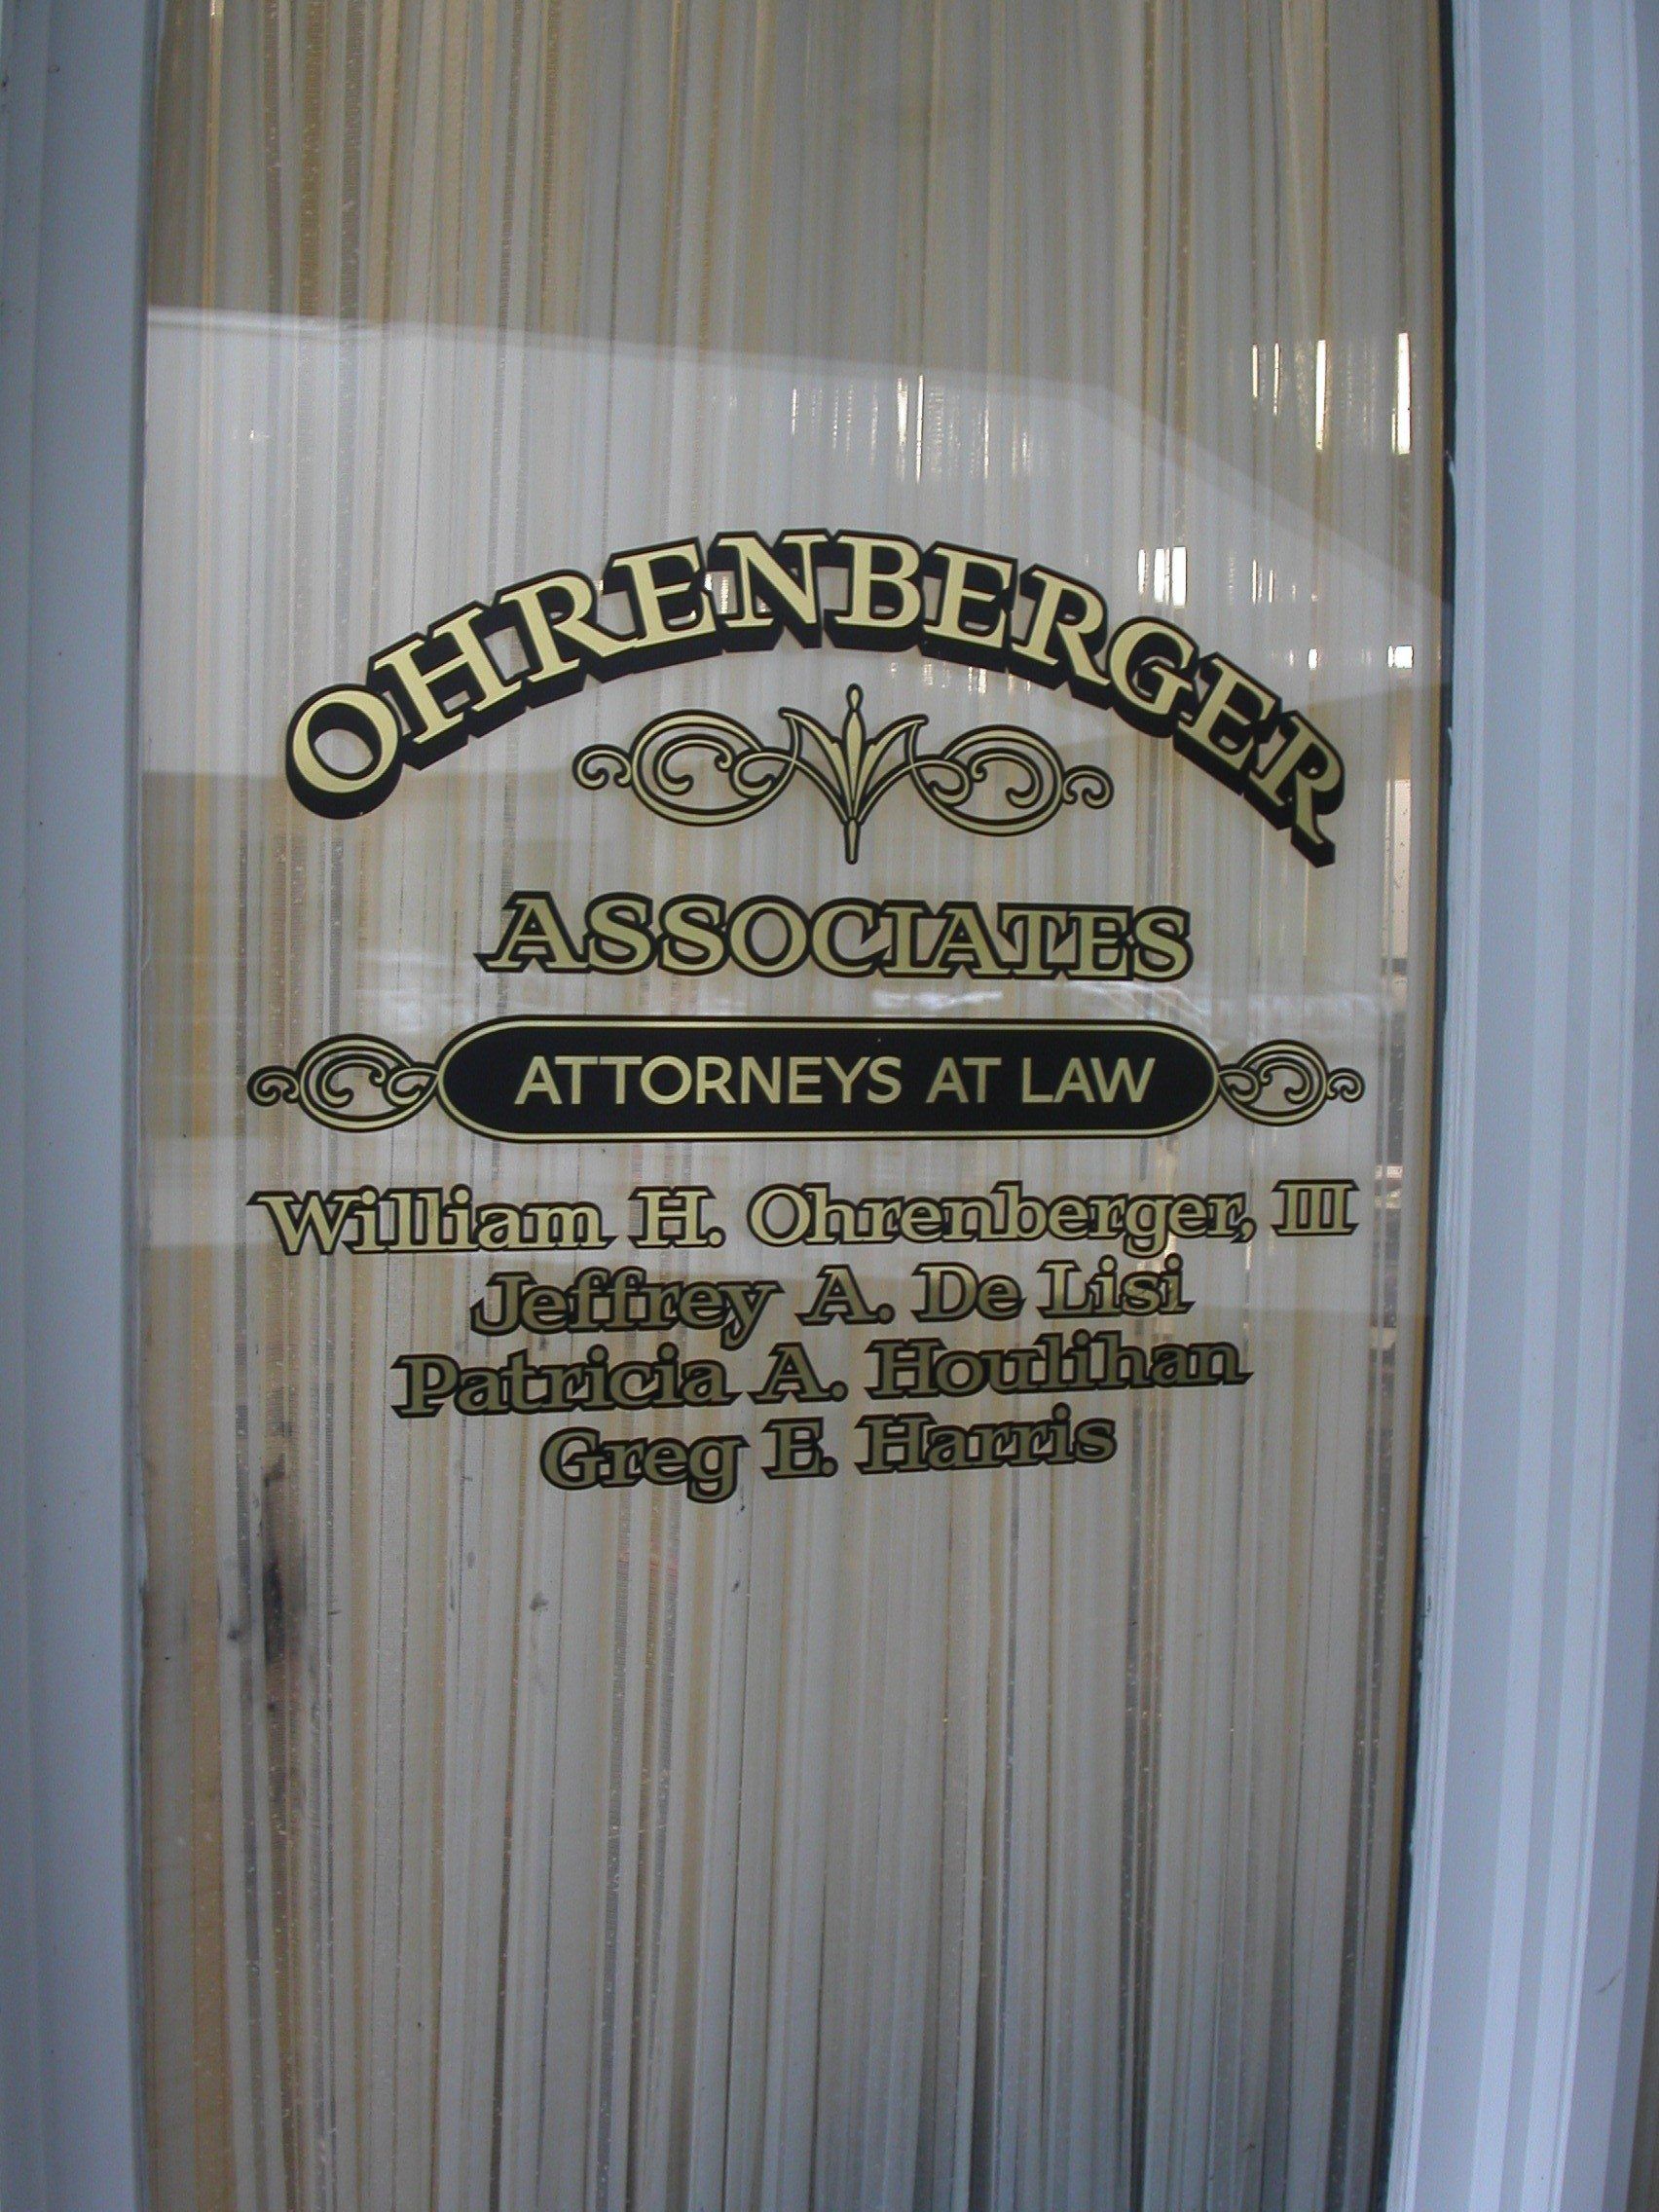 OHRENBERGER
ASSOCIATES
ATTORNEYS AT LAW
William H. Ohrenberger, III
Jeffrey A. De Lisi
Patricia A. Houlihan
Greg E. Harris